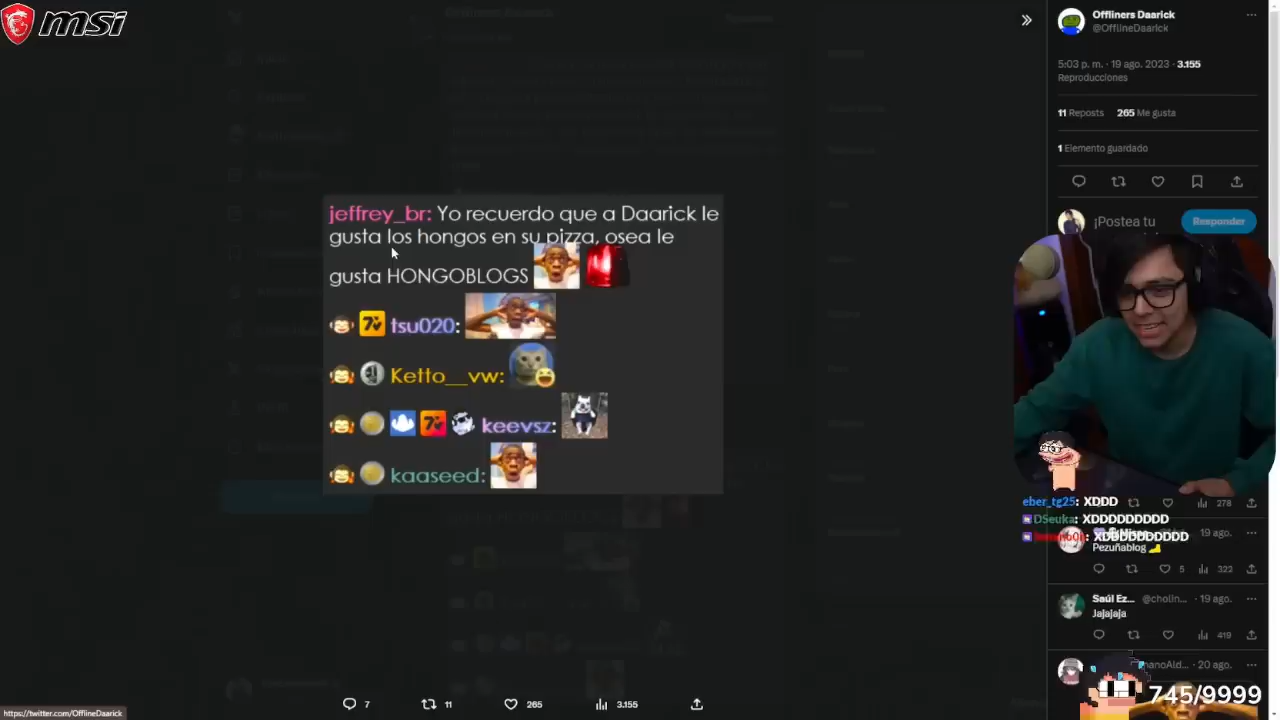 msi
Offliners Daarick
@OfflineDaarick
5:03 p. m. · 19 ago. 2023 · 3.155
Reproducciones
11 Reposts 265 Me gusta
1 Elemento guardado
¡Postea tu
Responder
jeffrey_br: Yo recuerdo que a Daarick le
gusta los hongos en su pizza, osea le
gusta HONGOBLOGS
tsu020:
Ketto__vw:
keevsz:
kaaseed:
eber_tg25: XDDD
278
DSeuka: XDDDDDDDDD
XDDDDDDDDDD
19 ago.
Pezuñablog
5 322
Saúl Ez... @cholin... · 19 ago.
Jajajaja
419
20 ago.
745/9999
7 11 265 3.155
https://twitter.com/OfflineDaarick